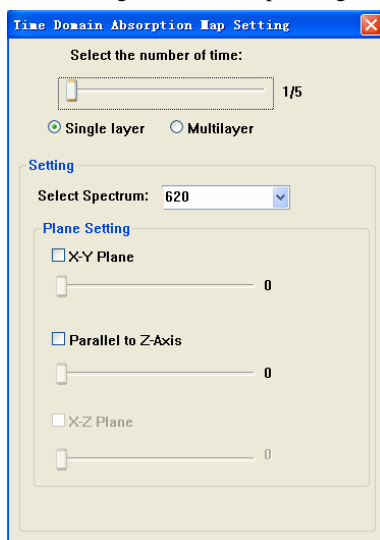 Time Domain Absorption Map Setting
Select the number of time:
1/5
Single layer Multilayer
Setting
Select Spectrum: 620
Plane Setting
X-Y Plane
0
Parallel to Z-Axis
0
X-Z Plane
0